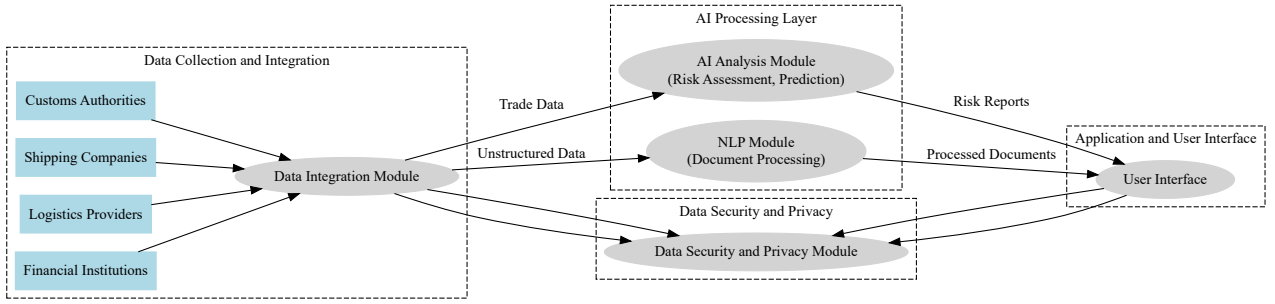 Data Collection and Integration
Customs Authorities
Shipping Companies
Logistics Providers
Financial Institutions
Data Integration Module
Trade Data
Unstructured Data
AI Processing Layer
AI Analysis Module
(Risk Assessment, Prediction)
NLP Module
(Document Processing)
Data Security and Privacy
Data Security and Privacy Module
Risk Reports
Processed Documents
Application and User Interface
User Interface